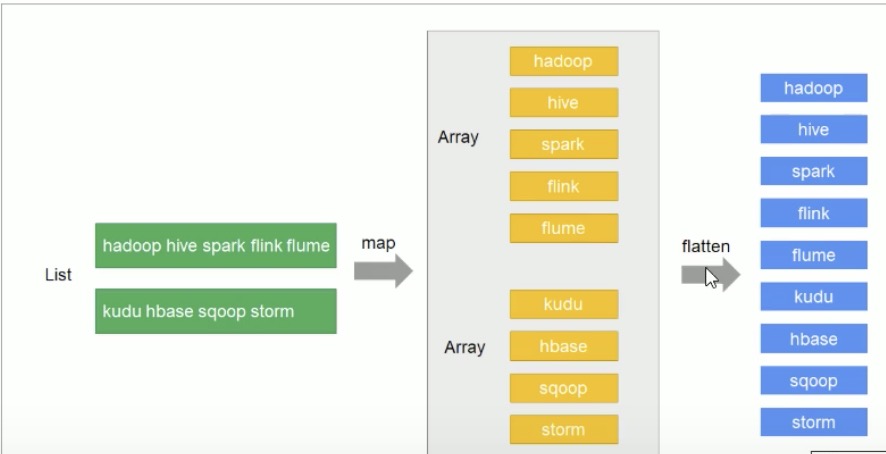 List
hadoop hive spark flink flume
kudu hbase sqoop storm
map
Array
hadoop
hive
spark
flink
flume
Array
kudu
hbase
sqoop
storm
flatten
hadoop
hive
spark
flink
flume
kudu
hbase
sqoop
storm